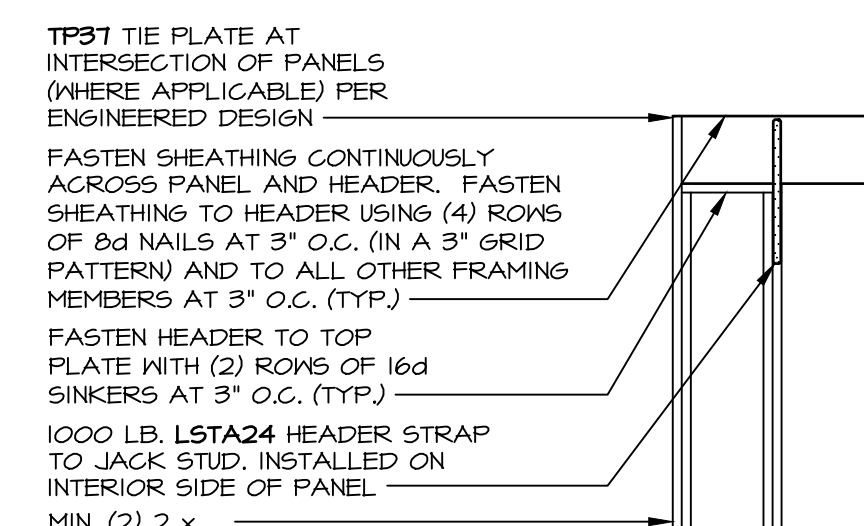 TP37 TIE PLATE AT
INTERSECTION OF PANELS
(WHERE APPLICABLE) PER
ENGINEERED DESIGN
FASTEN SHEATHING CONTINUOUSLY
ACROSS PANEL AND HEADER. FASTEN
SHEATHING TO HEADER USING (4) ROWS
OF 8d NAILS AT 3" O.C. (IN A 3" GRID
PATTERN) AND TO ALL OTHER FRAMING
MEMBERS AT 3" O.C. (TYP.)
FASTEN HEADER TO TOP
PLATE WITH (2) ROWS OF 16d
SINKERS AT 3" O.C. (TYP.)
1000 LB. LSTA24 HEADER STRAP
TO JACK STUD. INSTALLED ON
INTERIOR SIDE OF PANEL
MIN. (2) 2 x